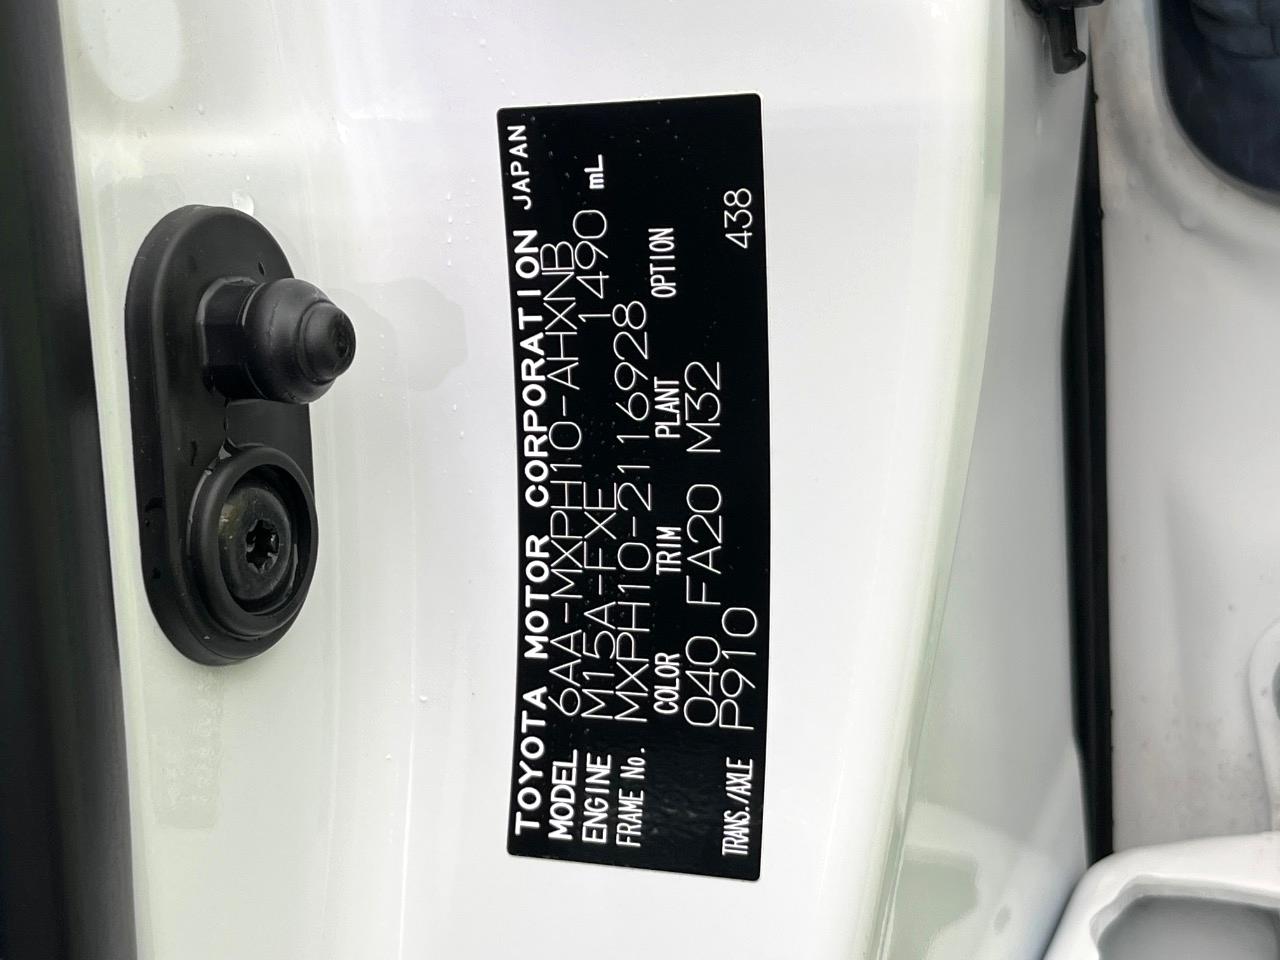 TOYOTA MOTOR CORPORATION JAPAN
MODEL 6AA-MXPH10-AHXNB
ENGINE M15A-FXE 1490 mL
FRAME No. MXPH10-2116928
COLOR TRIM PLANT OPTION
040 FA20 M32
TRANS./AXLE P910 438